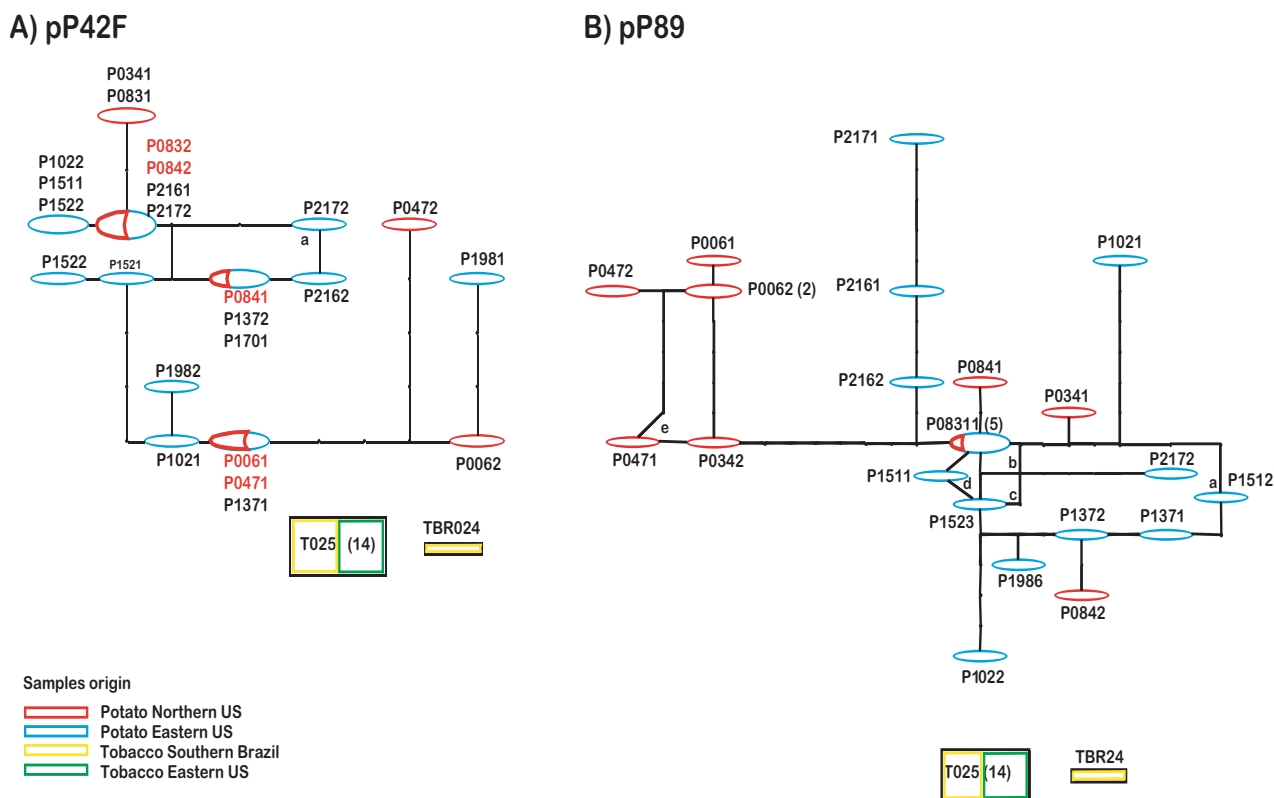 A) pP42F
P0341
P0831
P0832
P0842
P2161
P2172
P1022
P1511
P1522
P2172
a
P0472
P1522
P1521
P0841
P1372
P1701
P2162
P1981
P1982
P1021
P0061
P0471
P1371
P0062
T025 (14)
TBR024
Samples origin
Potato Northern US
Potato Eastern US
Tobacco Southern Brazil
Tobacco Eastern US
B) pP89
P2171
P0061
P0472
P0062 (2)
P2161
P1021
P2162
P0841
P0341
P08311 (5)
e
P0471
P0342
P1511
d
b
c
P2172
a
P1512
P1523
P1372
P1371
P1986
P0842
P1022
T025 (14)
TBR24